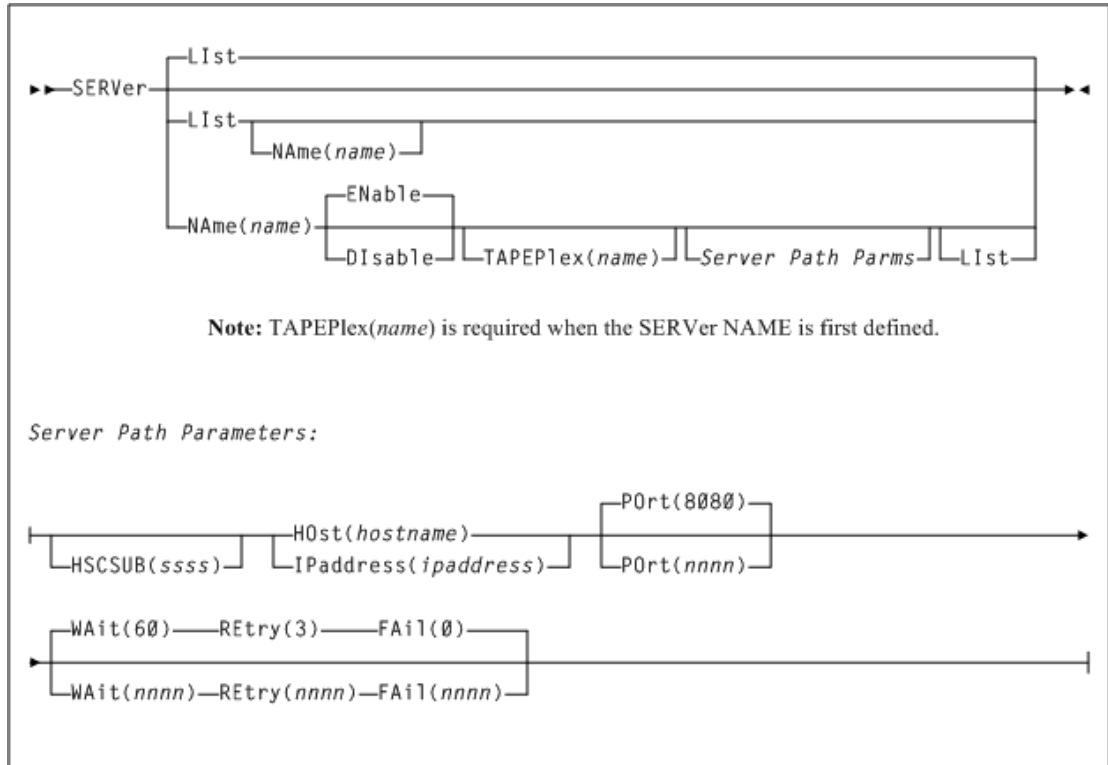 LIst
SERVer
LIst
NAme(name)
ENable
NAme(name)
DIsable TAPEPlex(name) Server Path Parms LIst
Note: TAPEPlex(name) is required when the SERVer NAME is first defined.
Server Path Parameters:
POrt(8080)
HOst(hostname)
HSCSUB(ssss) IPaddress(ipaddress) POrt(nnnn)
WAit(60) REtry(3) FAil(0)
WAit(nnnn) REtry(nnnn) FAil(nnnn)